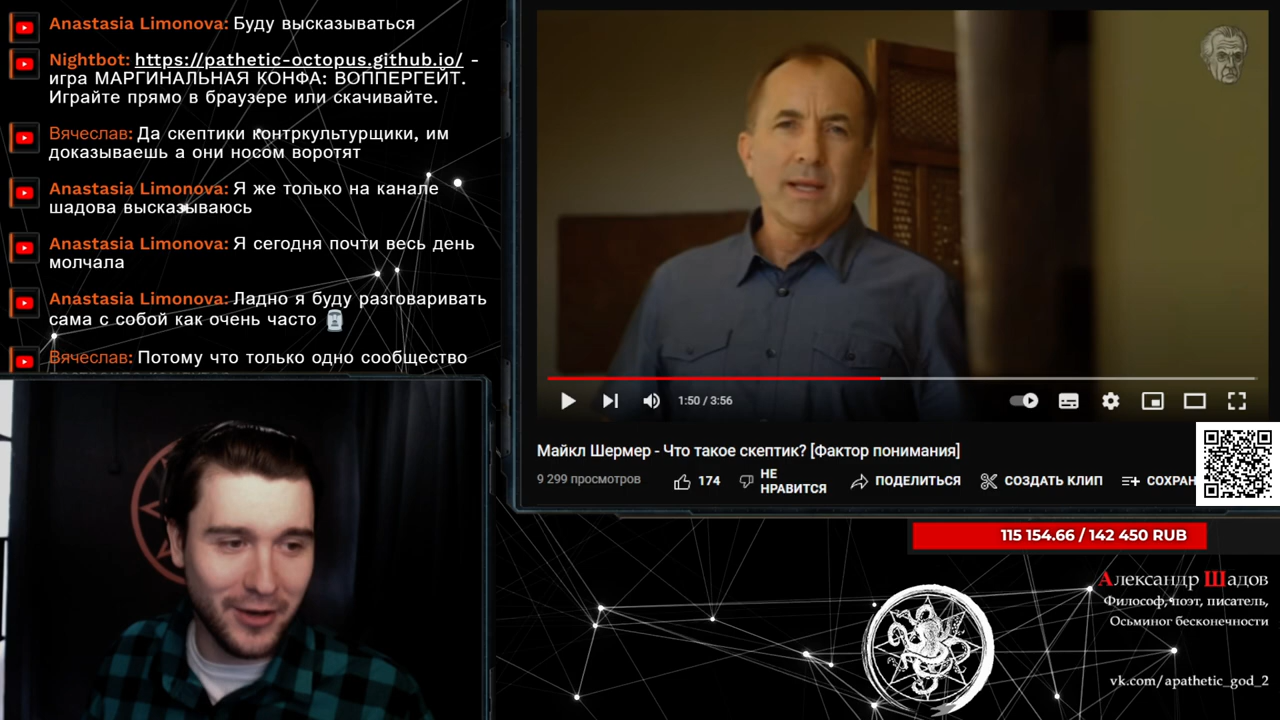 Anastasia Limonova: Буду высказываться
Nightbot: https://pathetic-octopus.github.io/ -
игра МАРГИНАЛЬНАЯ КОНФА: ВОППЕРГЕЙТ.
Играйте прямо в браузере или скачивайте.
Вячеслав: Да скептики контркультурщики, им
доказываешь а они носом воротят
Anastasia Limonova: Я же только на канале
шадова высказываюсь
Anastasia Limonova: Я сегодня почти весь день
молчала
Anastasia Limonova: Ладно я буду разговаривать
сама с собой как очень часто 🗿
Вячеслав: Потому что только одно сообщество
1:50 / 3:56
Майкл Шермер - Что такое скептик? [Фактор понимания]
9 299 просмотров
174
НЕ
НРАВИТСЯ
ПОДЕЛИТЬСЯ
СОЗДАТЬ КЛИП
СОХРАН
115 154.66 / 142 450 RUB
Александр Шадов
Философ, поэт, писатель,
Осьминог бесконечности
vk.com/apathetic_god_2